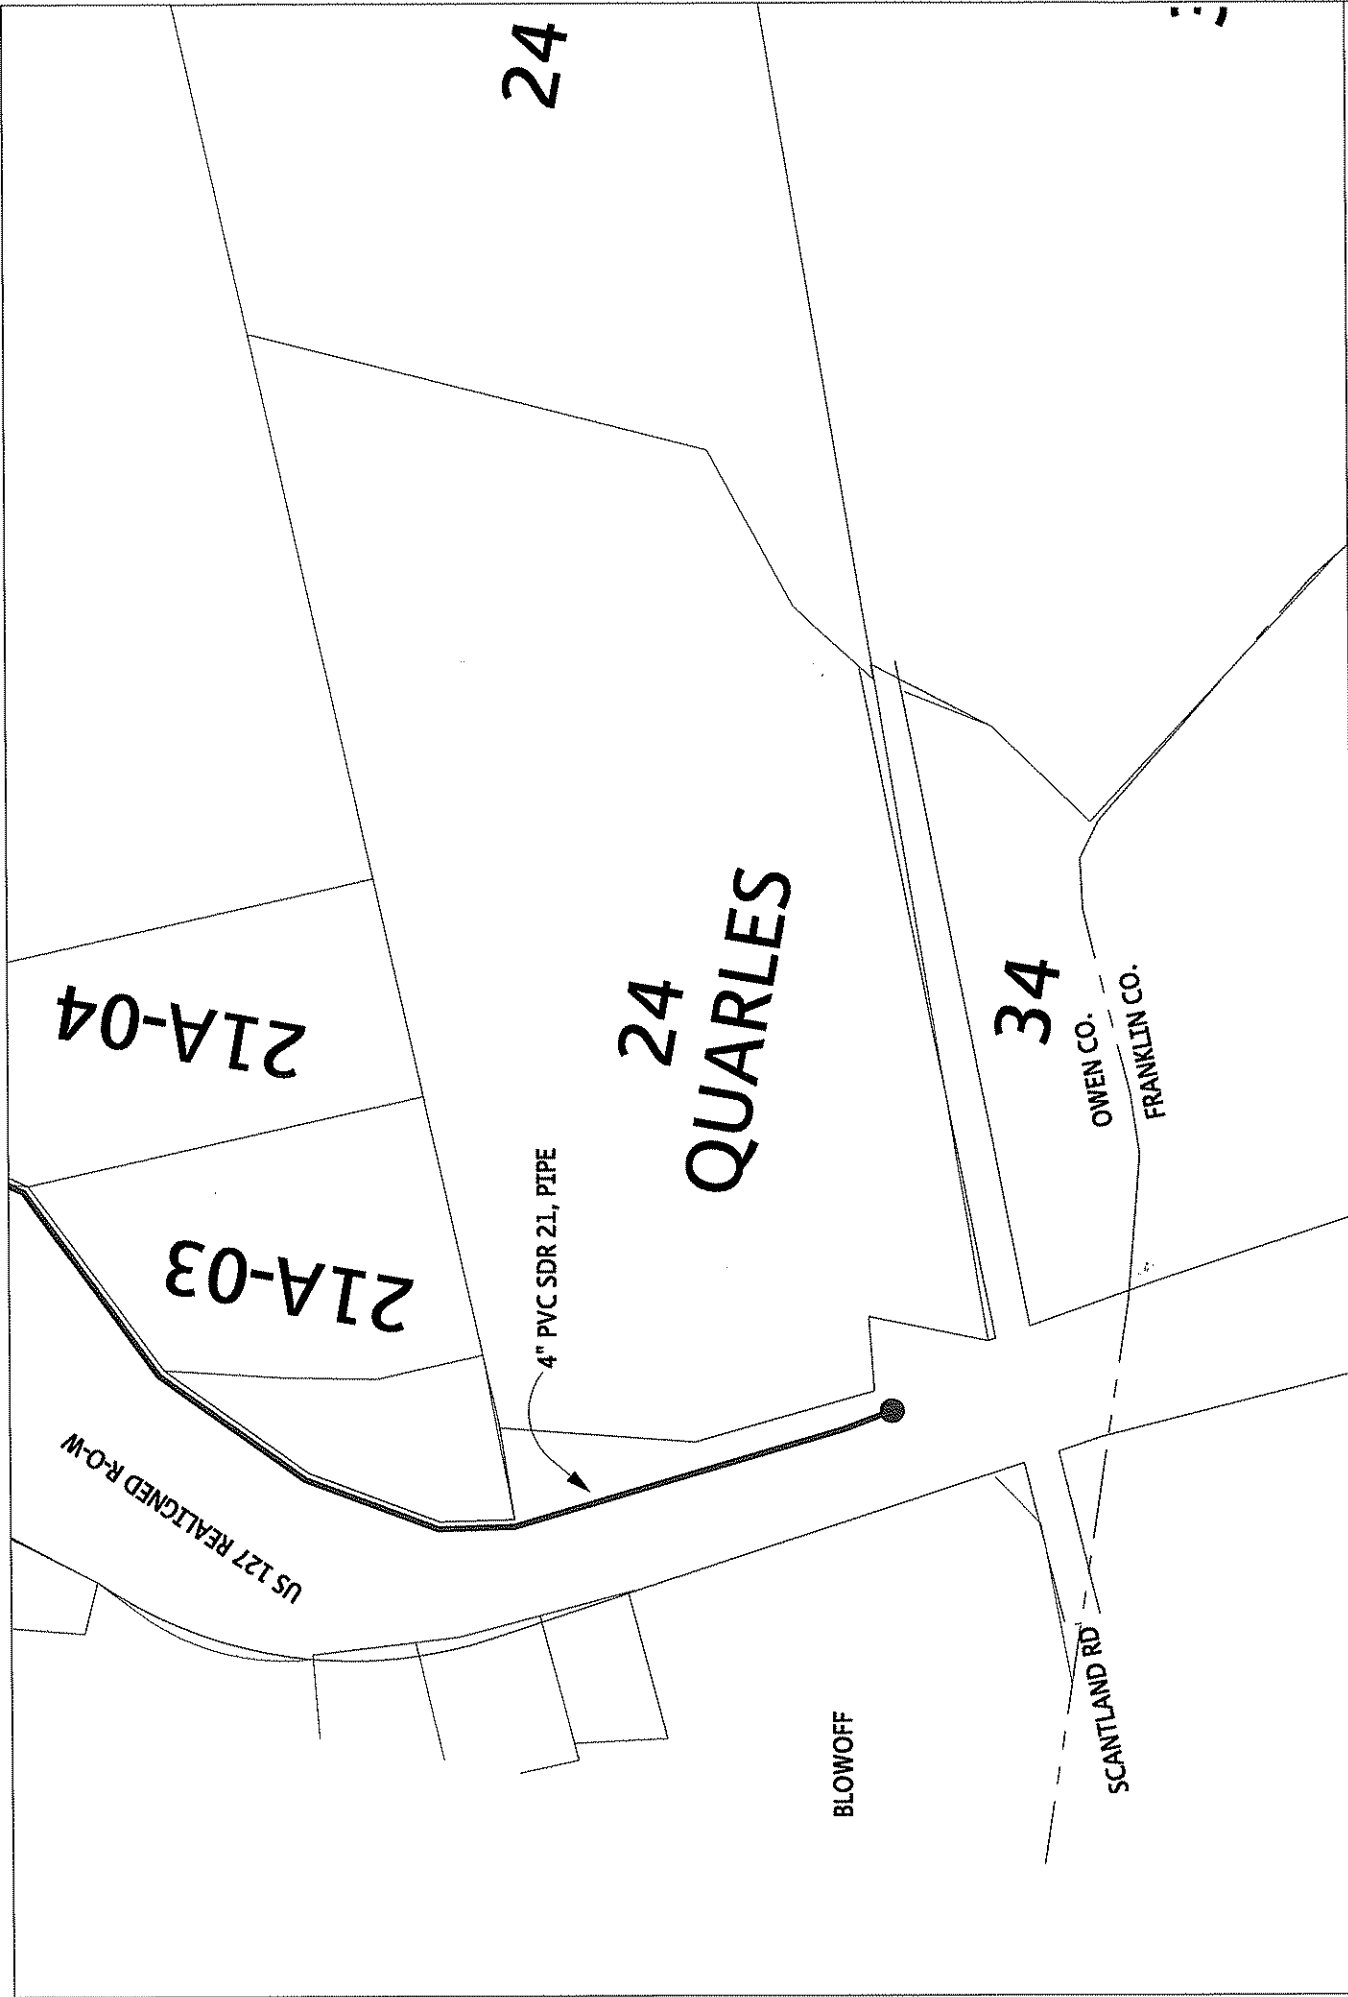 24
21A-04
21A-03
US 127 REALIGNED R-O-W
4" PVC SDR 21, PIPE
24
QUARLES
34
OWEN CO.
FRANKLIN CO.
BLOWOFF
SCANTLAND RD